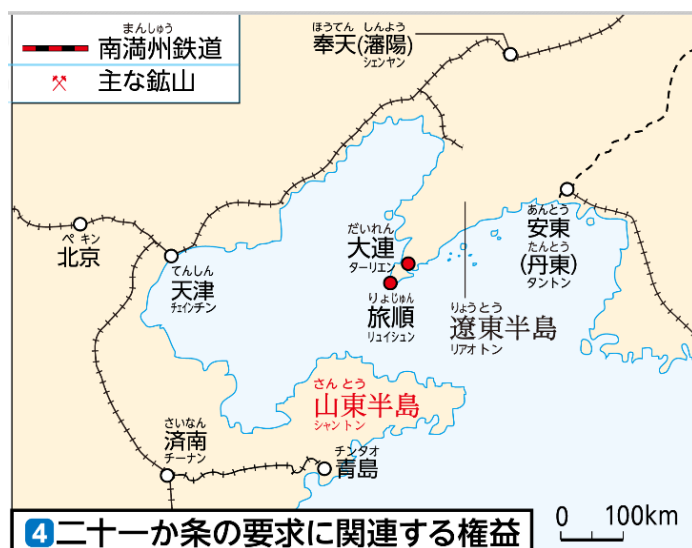 まんしゅう
南満州鉄道
主な鉱山
ほうてん しんよう
奉天(瀋陽)
シェンヤン
ペキン
北京
てんしん
天津
チェインチン
だいれん
大連
ターリエン
りょじゅん
旅順
リュイシュン
あんとう
安東
たんとう
(丹東)
タントン
りょうとう
遼東半島
リアオトン
さんとう
山東半島
シャントン
さいなん
済南
チーナン
チンタオ
青島
4二十一か条の要求に関連する権益
0 100km